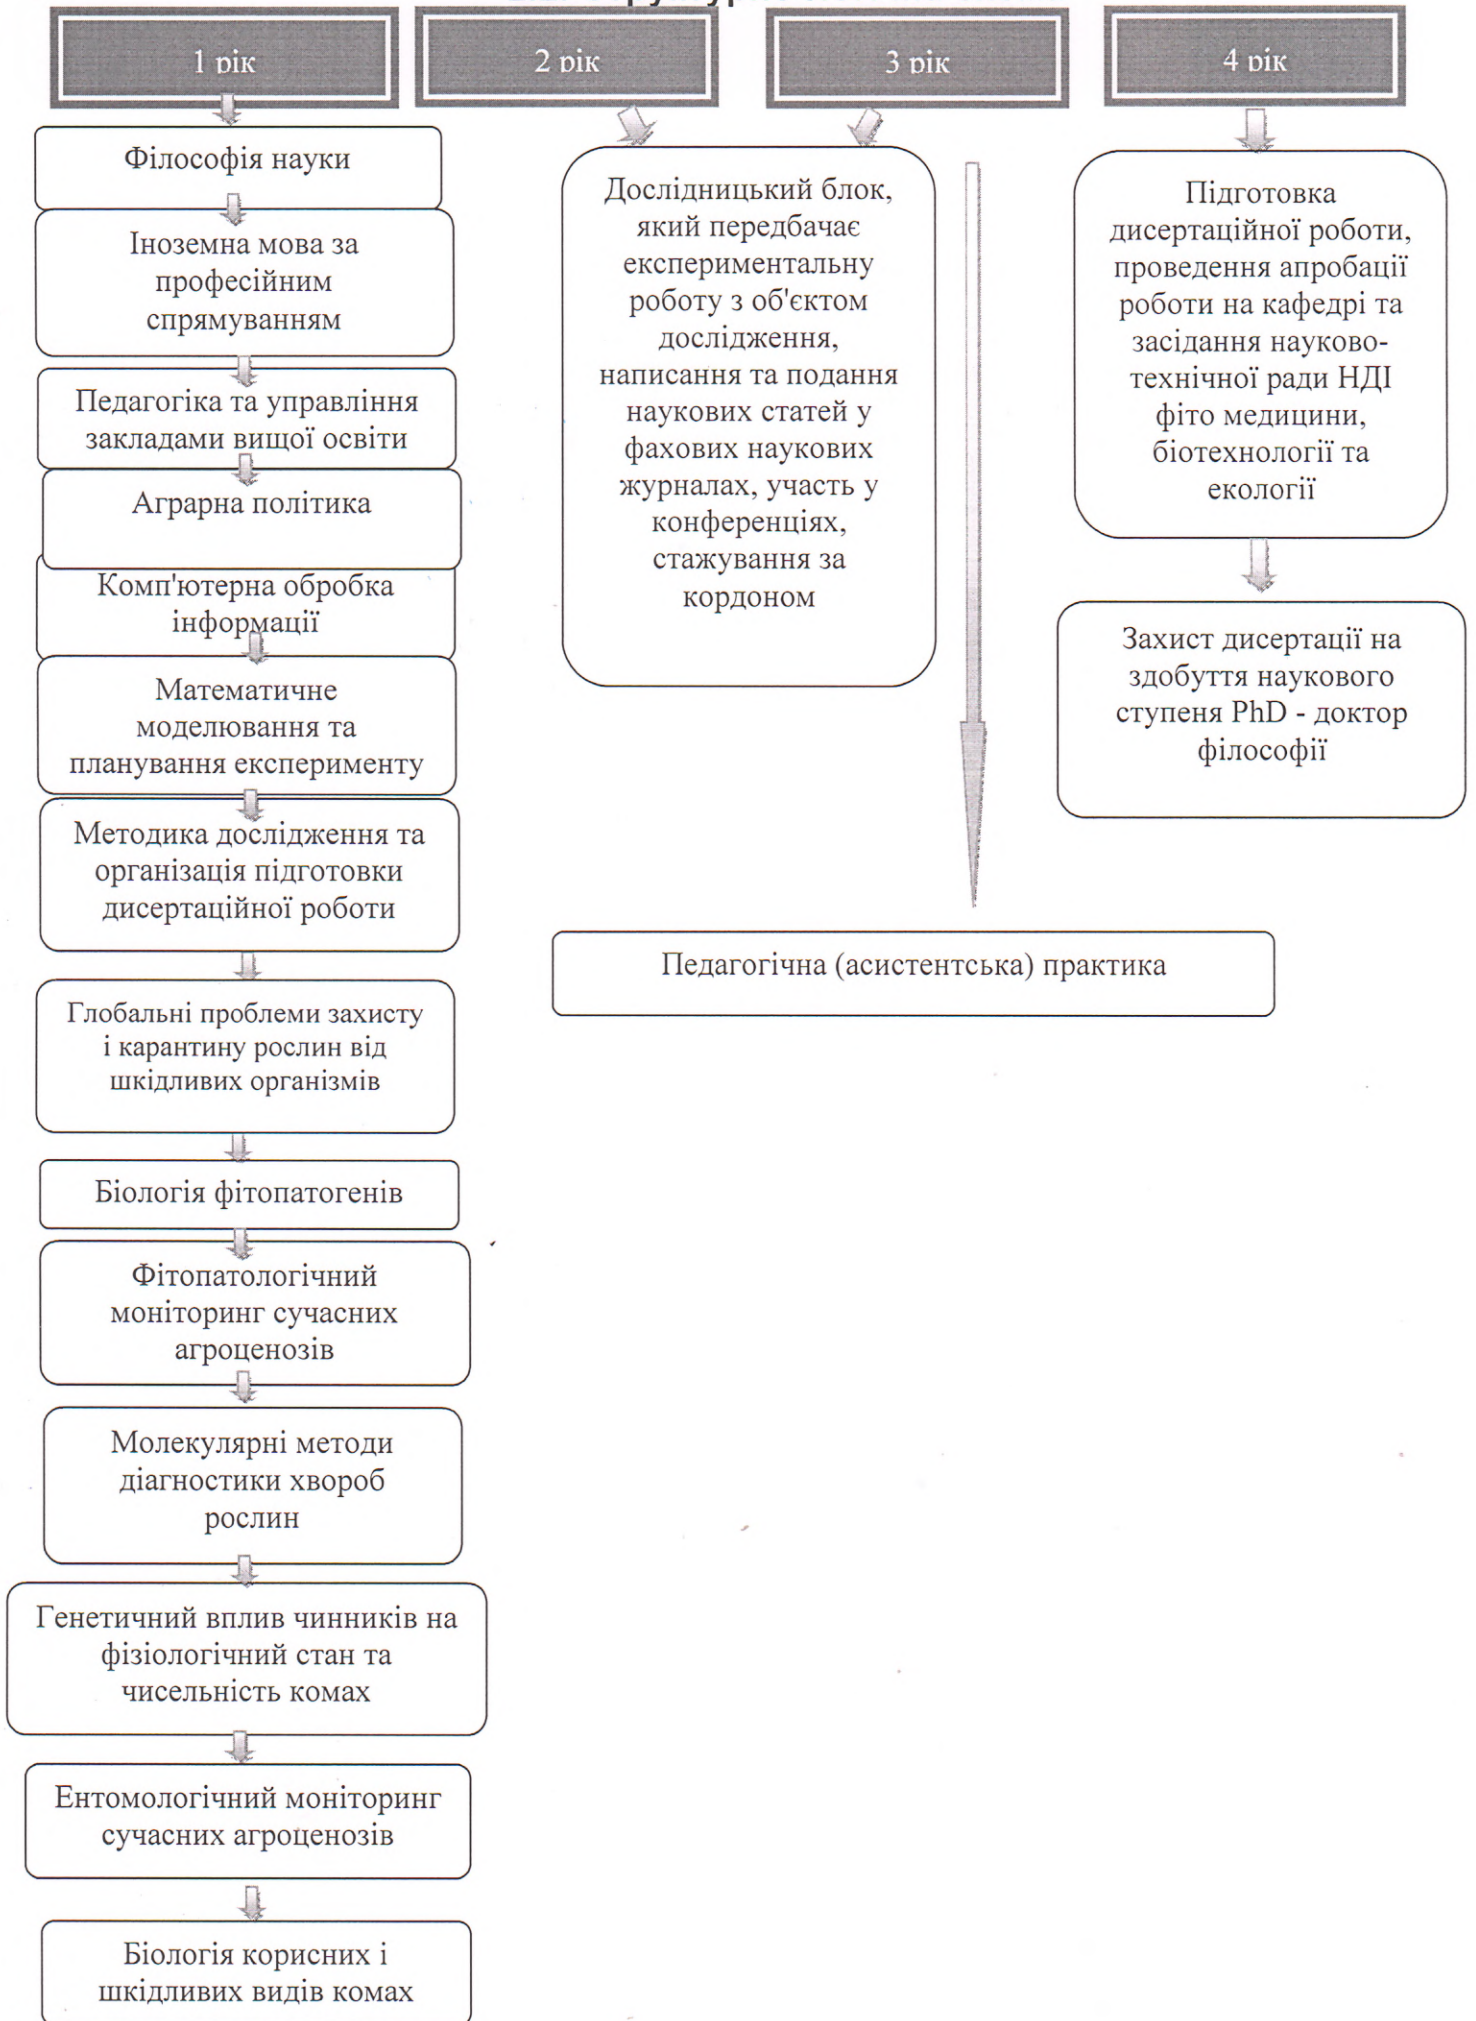 1 рік
2 рік
3 рік
4 рік
Філософія науки
Іноземна мова за
професійним
спрямуванням
Педагогіка та управління
закладами вищої освіти
Аграрна політика
Комп'ютерна обробка
інформації
Математичне
моделювання та
планування експерименту
Методика дослідження та
організація підготовки
дисертаційної роботи
Глобальні проблеми захисту
і карантину рослин від
шкідливих організмів
Біологія фітопатогенів
Фітопатологічний
моніторинг сучасних
агроценозів
Молекулярні методи
діагностики хвороб
рослин
Генетичний вплив чинників на
фізіологічний стан та
чисельність комах
Ентомологічний моніторинг
сучасних агроценозів
Біологія корисних і
шкідливих видів комах
Дослідницький блок,
який передбачає
експериментальну
роботу з об'єктом
дослідження,
написання та подання
наукових статей у
фахових наукових
журналах, участь у
конференціях,
стажування за
кордоном
Педагогічна (асистентська) практика
Підготовка
дисертаційної роботи,
проведення апробації
роботи на кафедрі та
засідання науково-
технічної ради НДІ
фіто медицини,
біотехнології та
екології
Захист дисертації на
здобуття наукового
ступеня PhD - доктор
філософії